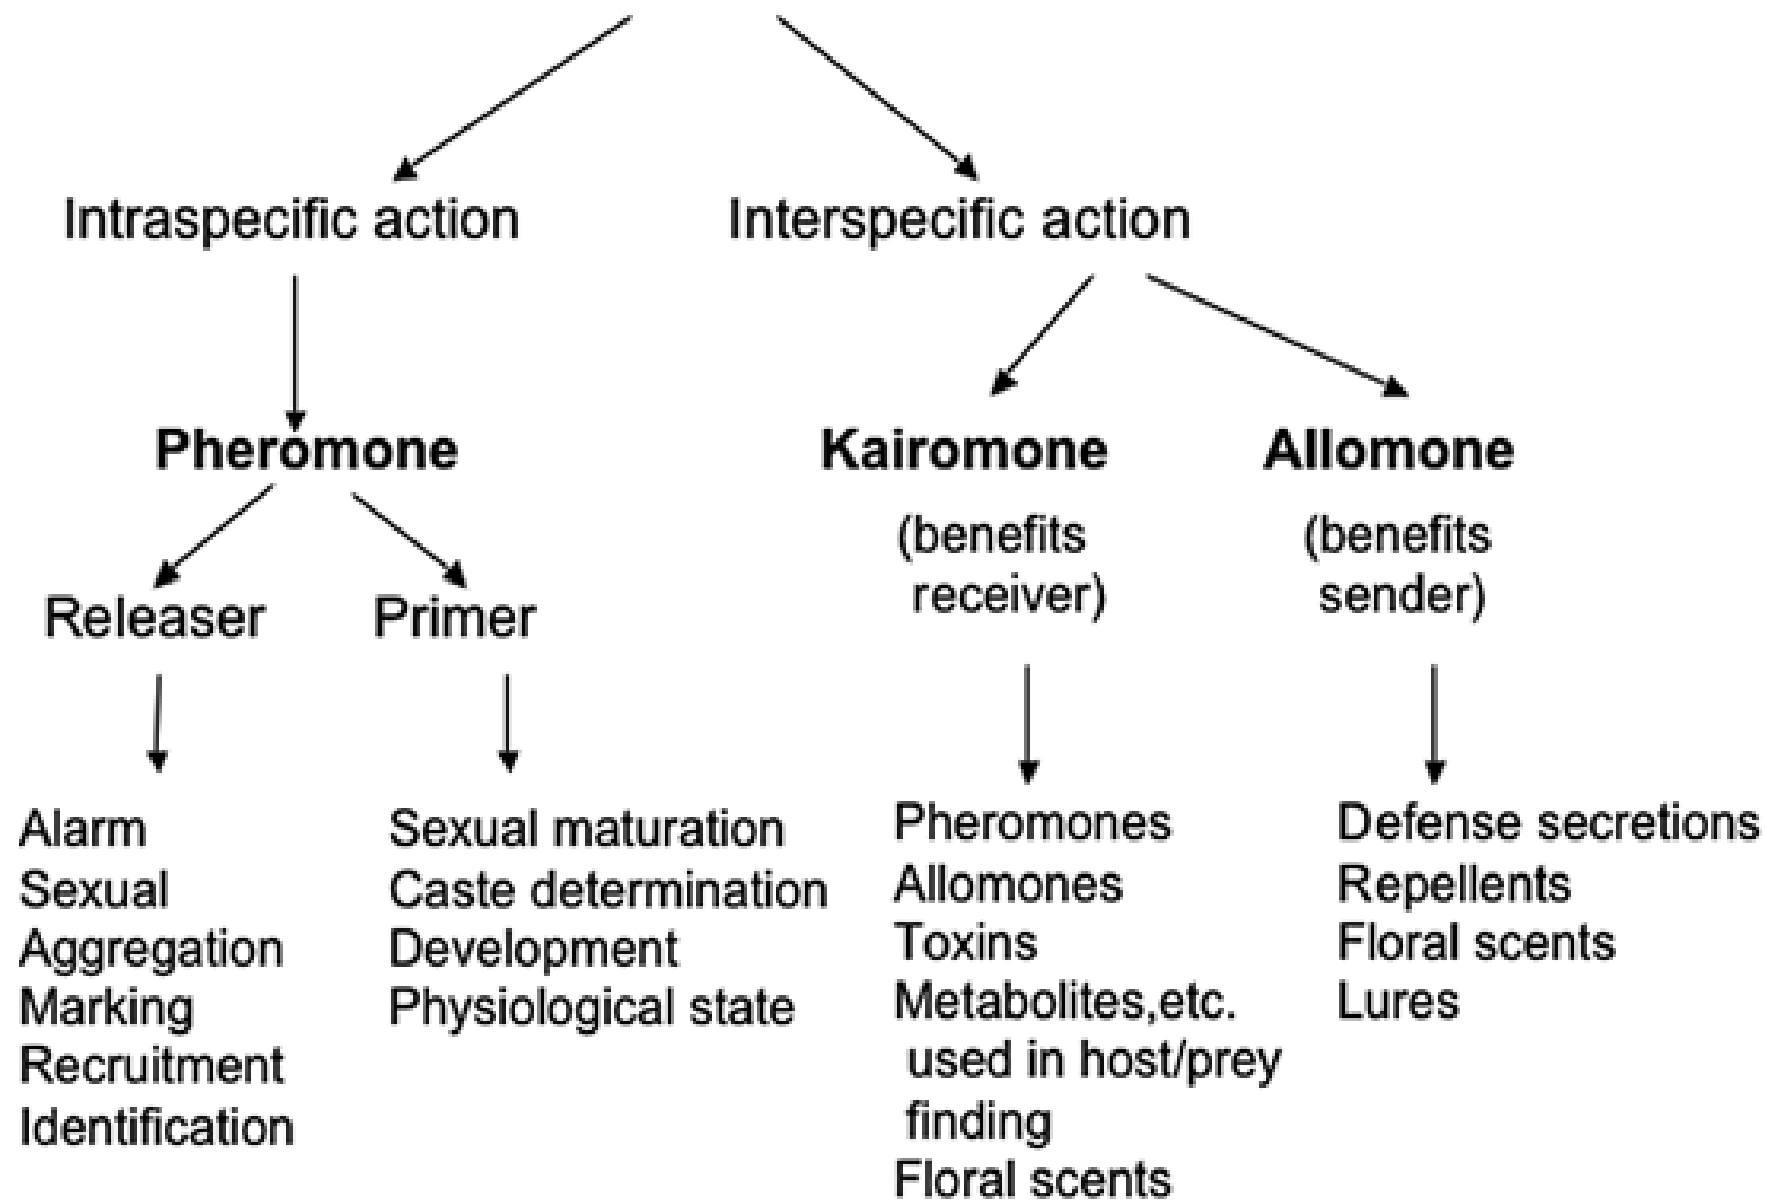 Intraspecific action
Interspecific action
Pheromone
Kairomone
Allomone
(benefits
receiver)
(benefits
sender)
Releaser
Primer
Alarm
Sexual
Aggregation
Marking
Recruitment
Identification
Sexual maturation
Caste determination
Development
Physiological state
Pheromones
Allomones
Toxins
Metabolites,etc.
used in host/prey
finding
Floral scents
Defense secretions
Repellents
Floral scents
Lures